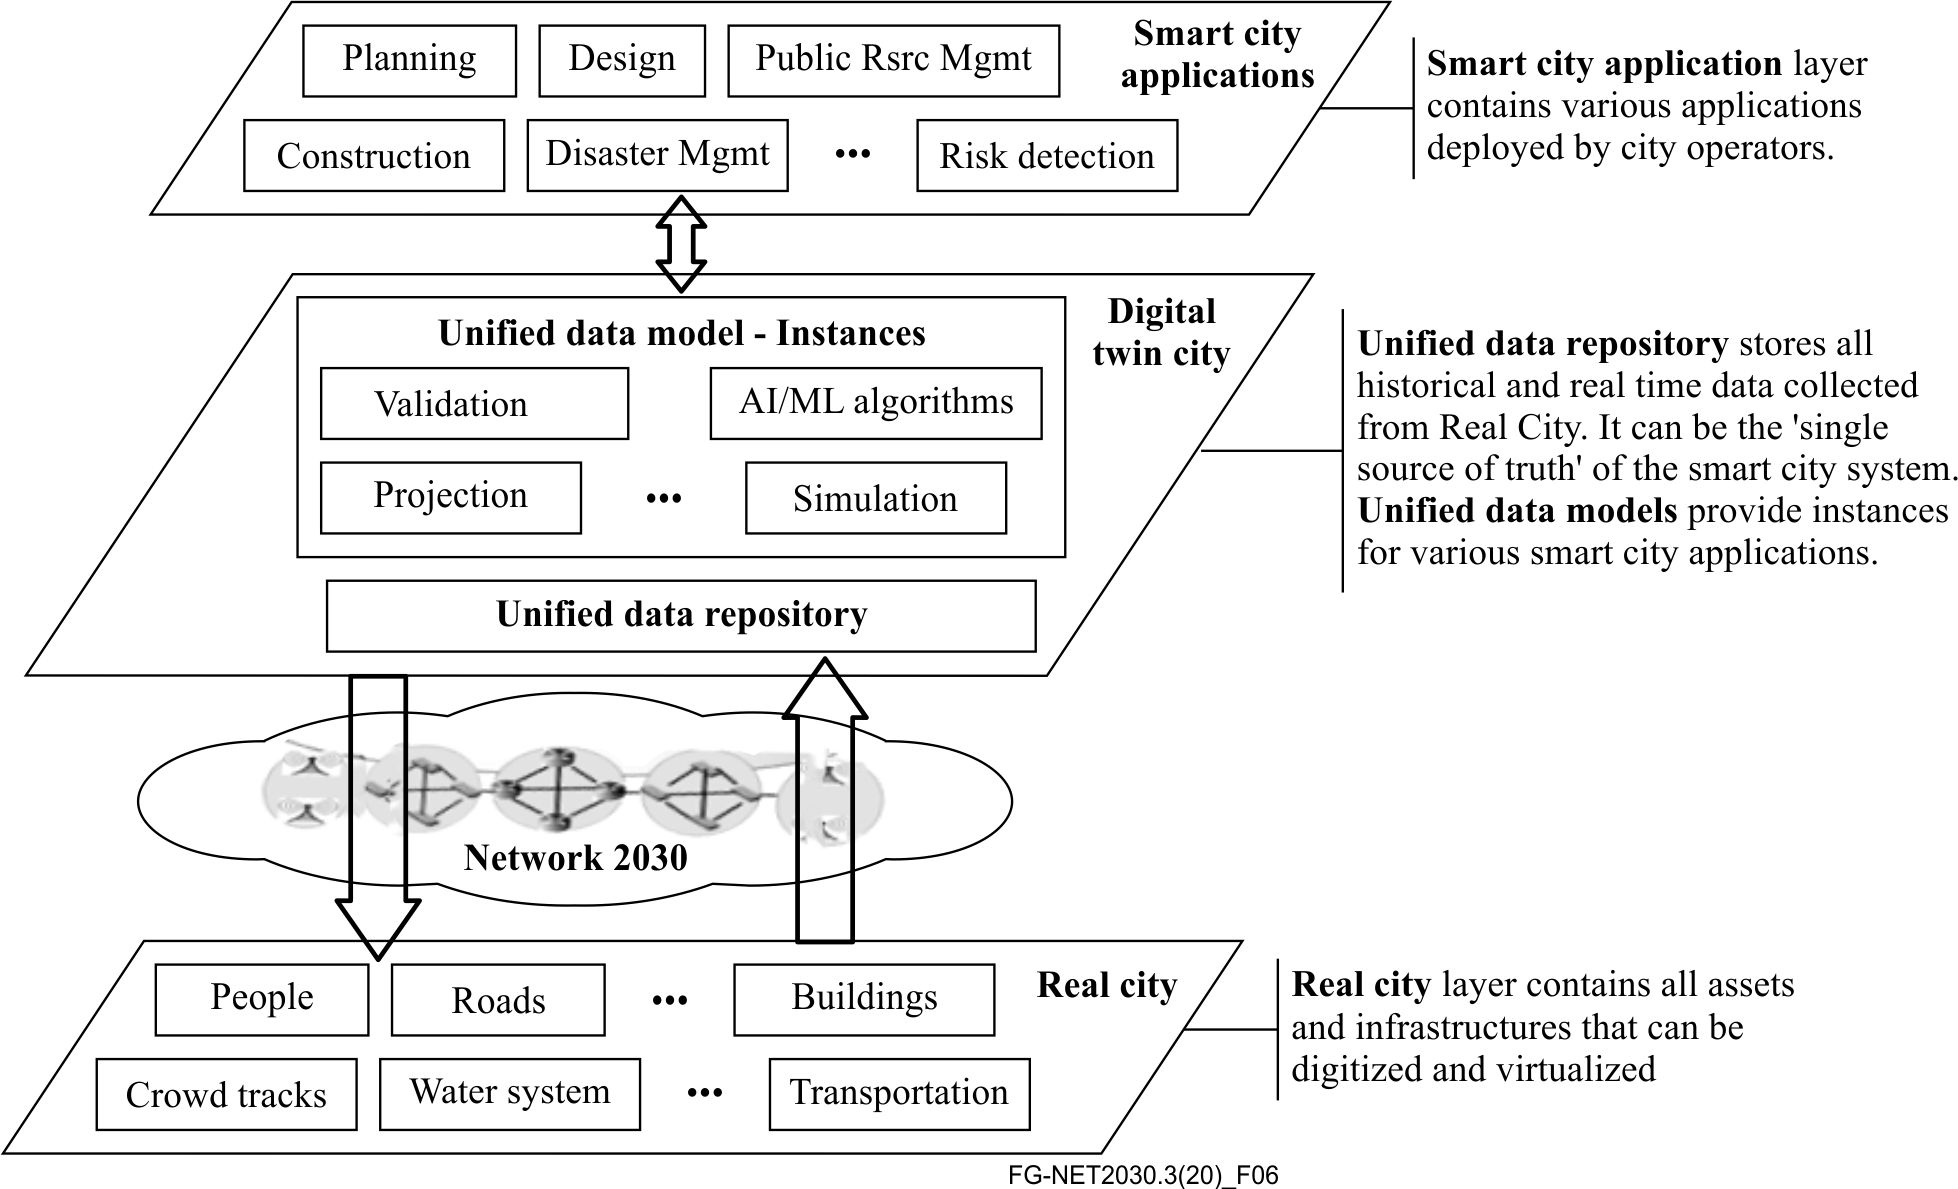 Planning
Design
Public Rsrc Mgmt
Smart city
applications
Construction
Disaster Mgmt
•••
Risk detection
Smart city application layer
contains various applications
deployed by city operators.
Unified data model - Instances
Validation
AI/ML algorithms
Projection
•••
Simulation
Digital
twin city
Unified data repository
Unified data repository stores all
historical and real time data collected
from Real City. It can be the 'single
source of truth' of the smart city system.
Unified data models provide instances
for various smart city applications.
Network 2030
People
Roads
•••
Buildings
Real city
Crowd tracks
Water system
•••
Transportation
Real city layer contains all assets
and infrastructures that can be
digitized and virtualized
FG-NET2030.3(20)_F06